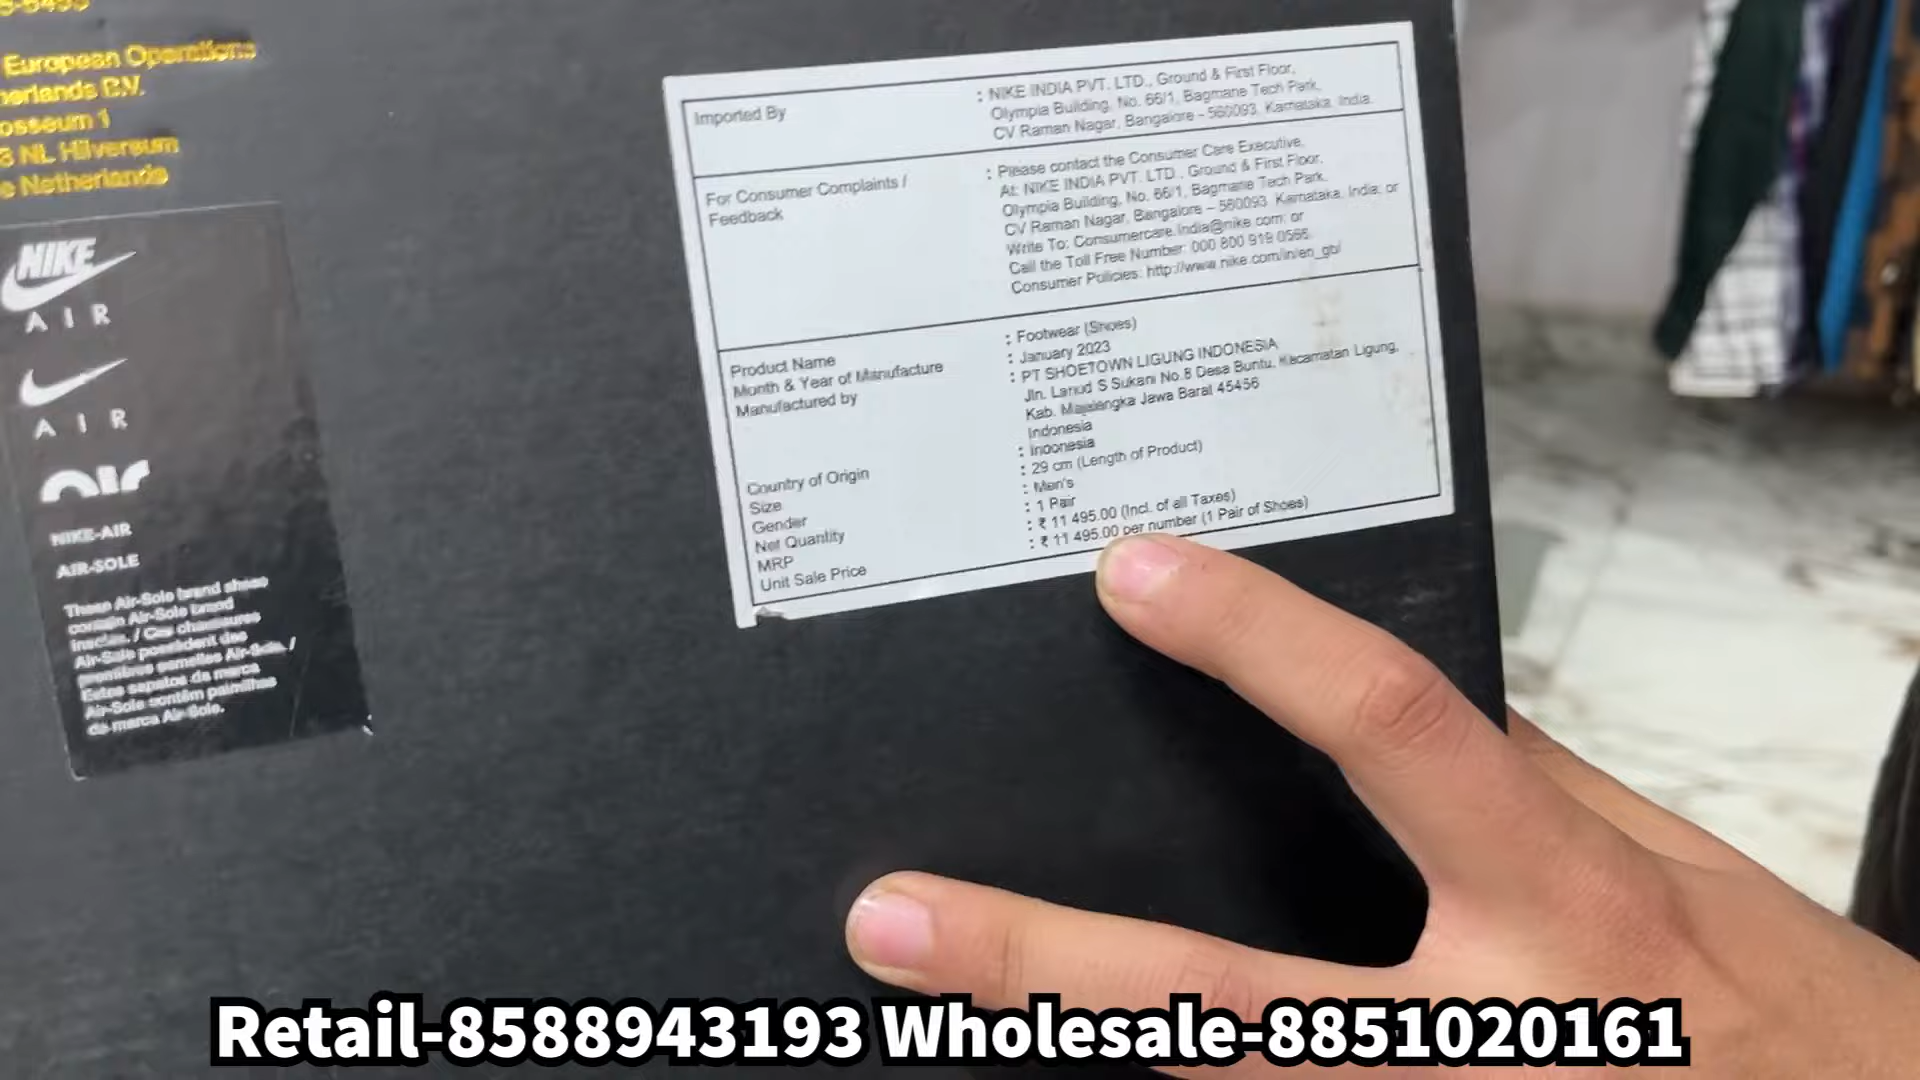 European Operations
B.V.
osseum 1
NL Hilversum
Netherlands
NIKE
AIR
AIR
air
NIKE-AIR
AIR-SOLE
These Air-Sole brand shoes
contain Air-Sole brand
insoles. / Ces chaussures
Air-Sole possèdent des
premières semelles Air-Sole. /
Estes sapatos da marca
Air-Sole contêm palmilhas
da marca Air-Sole.
Imported By : NIKE INDIA PVT. LTD., Ground & First Floor,
Olympia Building, No. 66/1, Bagmane Tech Park,
CV Raman Nagar, Bangalore – 560093, Karnataka, India.
For Consumer Complaints / : Please contact the Consumer Care Executive,
Feedback At: NIKE INDIA PVT. LTD., Ground & First Floor,
Olympia Building, No. 66/1, Bagmane Tech Park,
CV Raman Nagar, Bangalore – 560093, Karnataka, India; or
Write To: Consumercare.India@nike.com; or
Call the Toll Free Number: 000 800 919 0566,
Consumer Policies: http://www.nike.com/in/en_gb/
Product Name : Footwear (Shoes)
Month & Year of Manufacture : January 2023
Manufactured by : PT SHOETOWN LIGUNG INDONESIA
Jln. Lanud S Sukani No.8 Desa Buntu, Kecamatan Ligung,
Kab. Majalengka Jawa Barat 45456
Indonesia
Country of Origin : Indonesia
Size : 29 cm (Length of Product)
Gender : Men's
Net Quantity : 1 Pair
MRP : ₹ 11 495.00 (Incl. of all Taxes)
Unit Sale Price : ₹ 11 495.00 per number (1 Pair of Shoes)
Retail-8588943193 Wholesale-8851020161